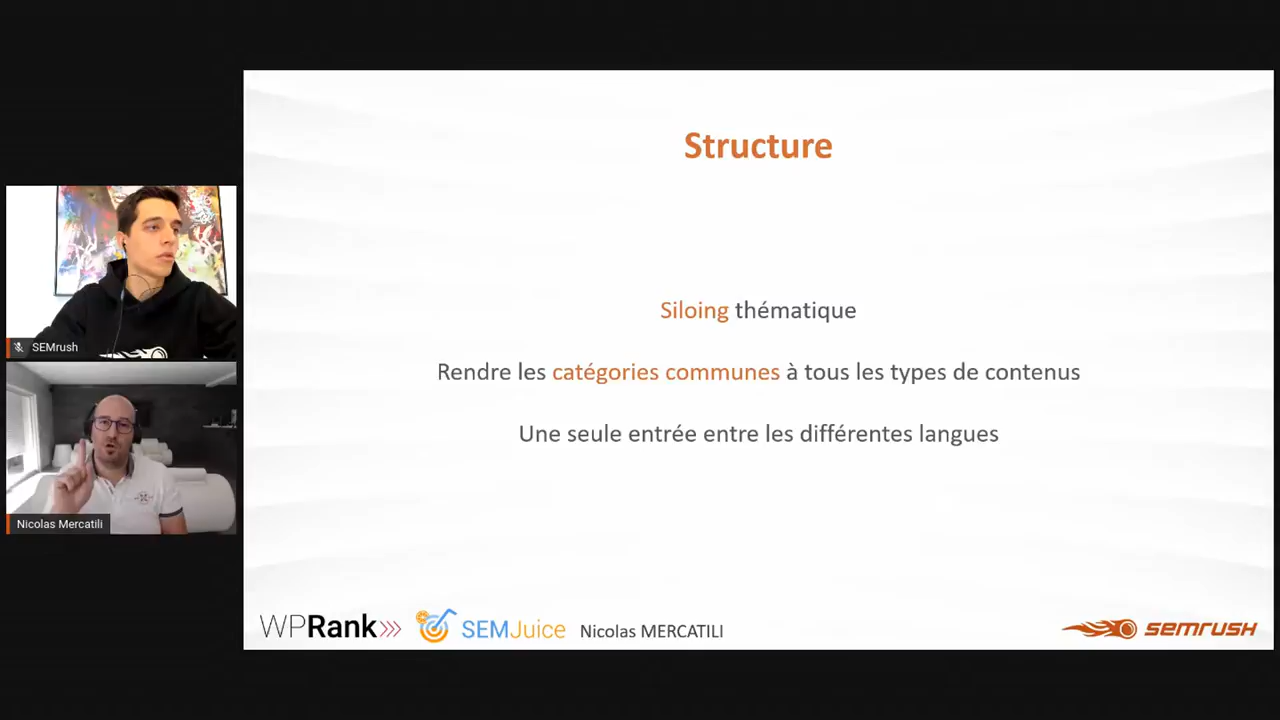 Structure
Siloing thématique
Rendre les catégories communes à tous les types de contenus
Une seule entrée entre les différentes langues
SEMrush
Nicolas Mercatili
WPRank
SEMJuice
Nicolas MERCATILI
semrush